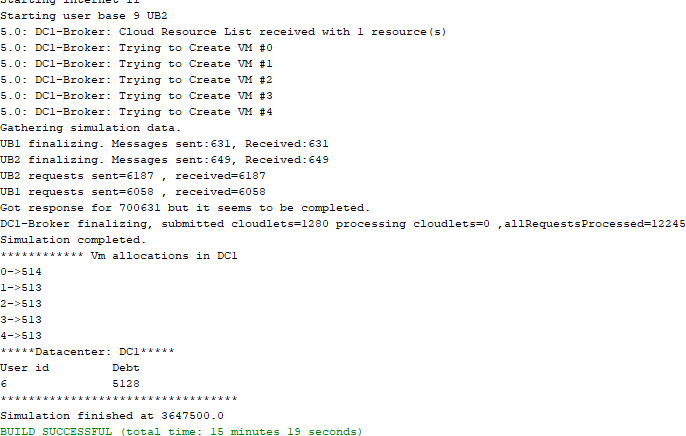 Starting internet 11
Starting user base 9 UB2
5.0: DC1-Broker: Cloud Resource List received with 1 resource(s)
5.0: DC1-Broker: Trying to Create VM #0
5.0: DC1-Broker: Trying to Create VM #1
5.0: DC1-Broker: Trying to Create VM #2
5.0: DC1-Broker: Trying to Create VM #3
5.0: DC1-Broker: Trying to Create VM #4
Gathering simulation data.
UB1 finalizing. Messages sent:631, Received:631
UB2 finalizing. Messages sent:649, Received:649
UB2 requests sent=6187 , received=6187
UB1 requests sent=6058 , received=6058
Got response for 700631 but it seems to be completed.
DC1-Broker finalizing, submitted cloudlets=1280 processing cloudlets=0 ,allRequestsProcessed=12245
Simulation completed.
************ Vm allocations in DC1
0->514
1->513
2->513
3->513
4->513
*****Datacenter: DC1*****
User id Debt
6 5128
**********************************
Simulation finished at 3647500.0
BUILD SUCCESSFUL (total time: 15 minutes 19 seconds)